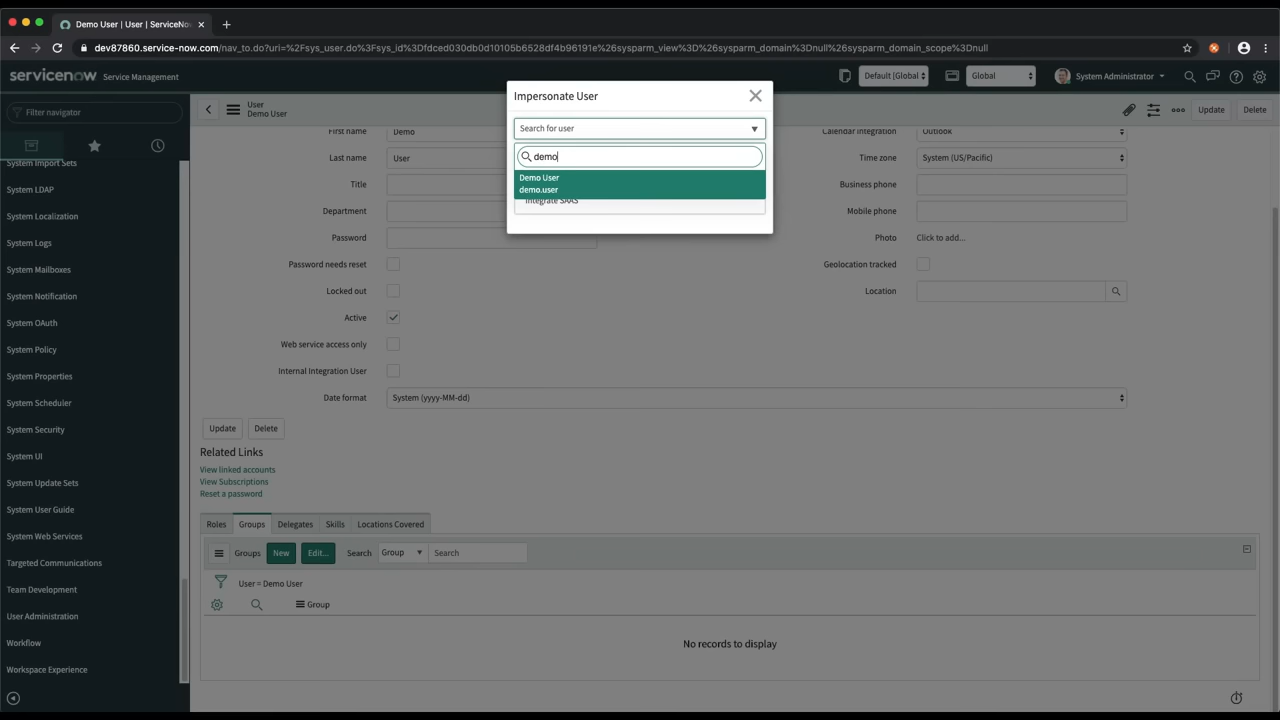 Demo User | User | ServiceNo
dev87860.service-now.com/nav_to.do?uri=%2Fsys_user.do%3Fsys_id%3Dfdced030db0d10105b6528df4b96191e%26sysparm_view%3D%26sysparm_domain%3Dnull%26sysparm_domain_scope%3Dnull
servicenow Service Management
Default [Global
Global
System Administrator
Filter navigator
System Import Sets
System LDAP
System Localization
System Logs
System Mailboxes
System Notification
System OAuth
System Policy
System Properties
System Scheduler
System Security
System UI
System Update Sets
System User Guide
System Web Services
Targeted Communications
Team Development
User Administration
Workflow
Workspace Experience
User
Demo User
Update
Delete
Impersonate User
Search for user
demo
Demo User
demo.user
Integrate SAAS
First name
Demo
Last name
User
Title
Department
Password
Password needs reset
Locked out
Active
Web service access only
Internal Integration User
Date format
System (yyyy-MM-dd)
Calendar integration
Outlook
Time zone
System (US/Pacific)
Business phone
Mobile phone
Photo
Click to add...
Geolocation tracked
Location
Update
Delete
Related Links
View linked accounts
View Subscriptions
Reset a password
Roles
Groups
Delegates
Skills
Locations Covered
Groups
New
Edit...
Search
Group
Search
User = Demo User
Group
No records to display